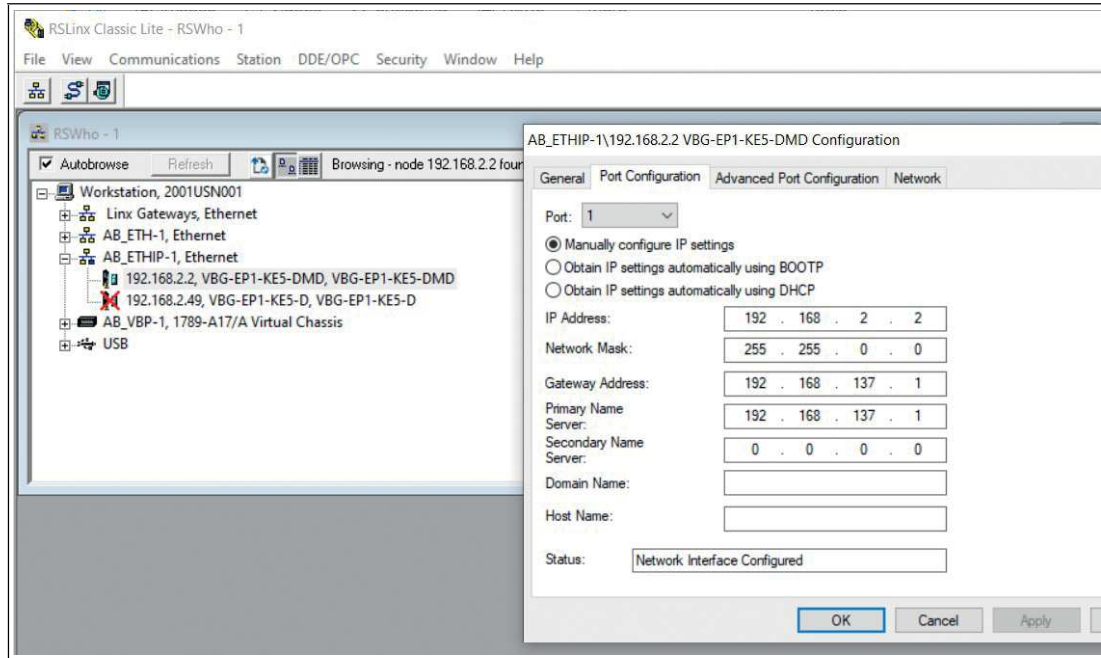 RSLinx Classic Lite - RSWho - 1
File View Communications Station DDE/OPC Security Window Help
RSWho - 1
Autobrowse Refresh Browsing - node 192.168.2.2 four
Workstation, 2001USN001
Linx Gateways, Ethernet
AB_ETH-1, Ethernet
AB_ETHIP-1, Ethernet
192.168.2.2, VBG-EP1-KE5-DMD, VBG-EP1-KE5-DMD
192.168.2.49, VBG-EP1-KE5-D, VBG-EP1-KE5-D
AB_VBP-1, 1789-A17/A Virtual Chassis
USB
AB_ETHIP-1\192.168.2.2 VBG-EP1-KE5-DMD Configuration
General Port Configuration Advanced Port Configuration Network
Port: 1
Manually configure IP settings
Obtain IP settings automatically using BOOTP
Obtain IP settings automatically using DHCP
IP Address: 192 . 168 . 2 . 2
Network Mask: 255 . 255 . 0 . 0
Gateway Address: 192 . 168 . 137 . 1
Primary Name
Server: 192 . 168 . 137 . 1
Secondary Name
Server: 0 . 0 . 0 . 0
Domain Name:
Host Name:
Status: Network Interface Configured
OK Cancel Apply